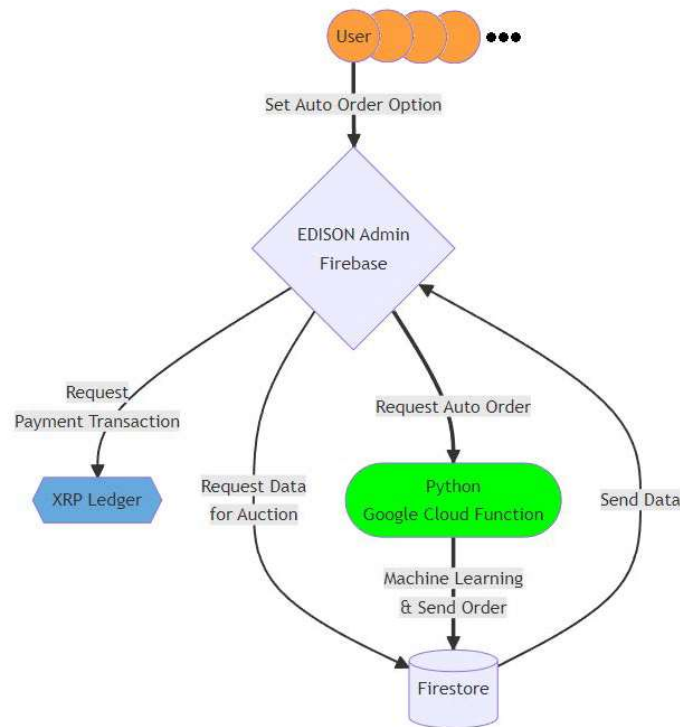 User
Set Auto Order Option
EDISON Admin
Firebase
Request
Payment Transaction
Request Auto Order
XRP Ledger
Request Data
for Auction
Python
Google Cloud Function
Send Data
Machine Learning
& Send Order
Firestore